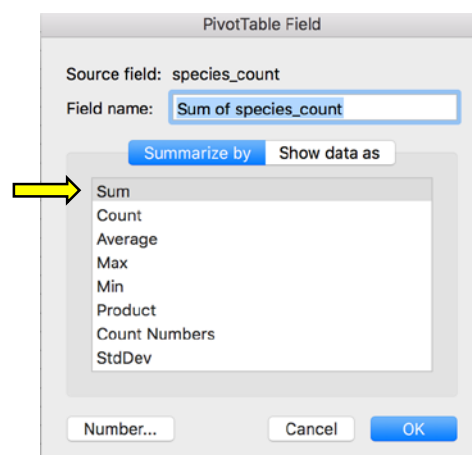 PivotTable Field
Source field: species_count
Field name: Sum of species_count
Summarize by Show data as
Sum
Count
Average
Max
Min
Product
Count Numbers
StdDev
Number... Cancel OK